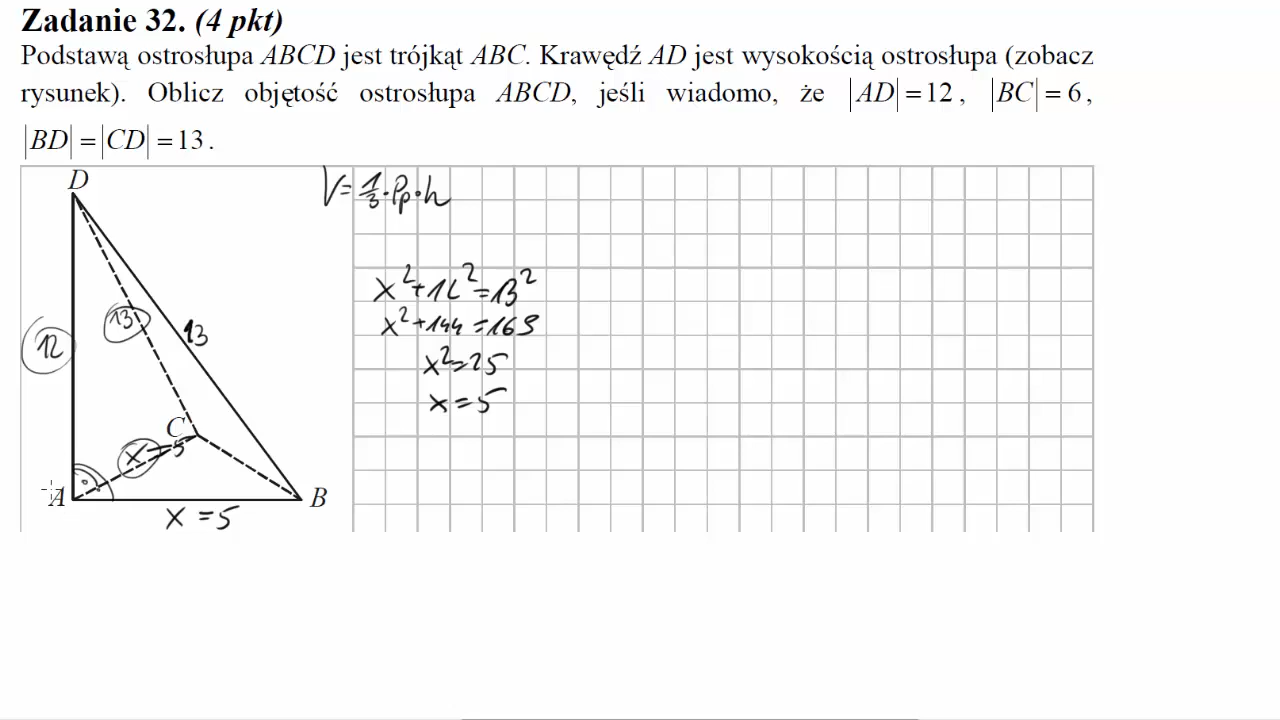 Zadanie 32. (4 pkt)
Podstawą ostrosłupa ABCD jest trójkąt ABC. Krawędź AD jest wysokością ostrosłupa (zobacz
rysunek). Oblicz objętość ostrosłupa ABCD, jeśli wiadomo, że |AD| = 12, |BC| = 6,
|BD| = |CD| = 13.
D
V = 1/3 · Pp · h
x² + 12² = 13²
13
13
x² + 144 = 169
12
x² = 25
x = 5
C
x = 5
A
B
x = 5